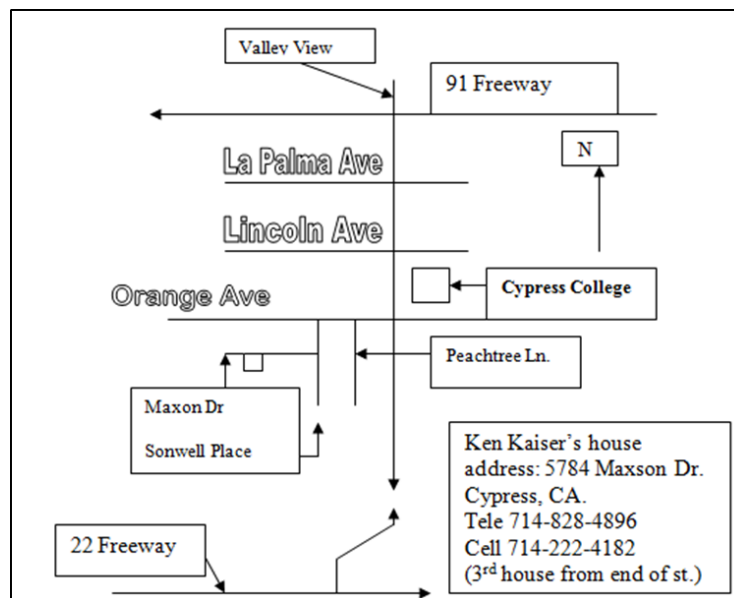 Valley View
91 Freeway
La Palma Ave
N
Lincoln Ave
Orange Ave
Cypress College
Peachtree Ln.
Maxon Dr
Sonwell Place
Ken Kaiser's house
address: 5784 Maxson Dr.
Cypress, CA.
Tele 714-828-4896
Cell 714-222-4182
(3rd house from end of st.)
22 Freeway